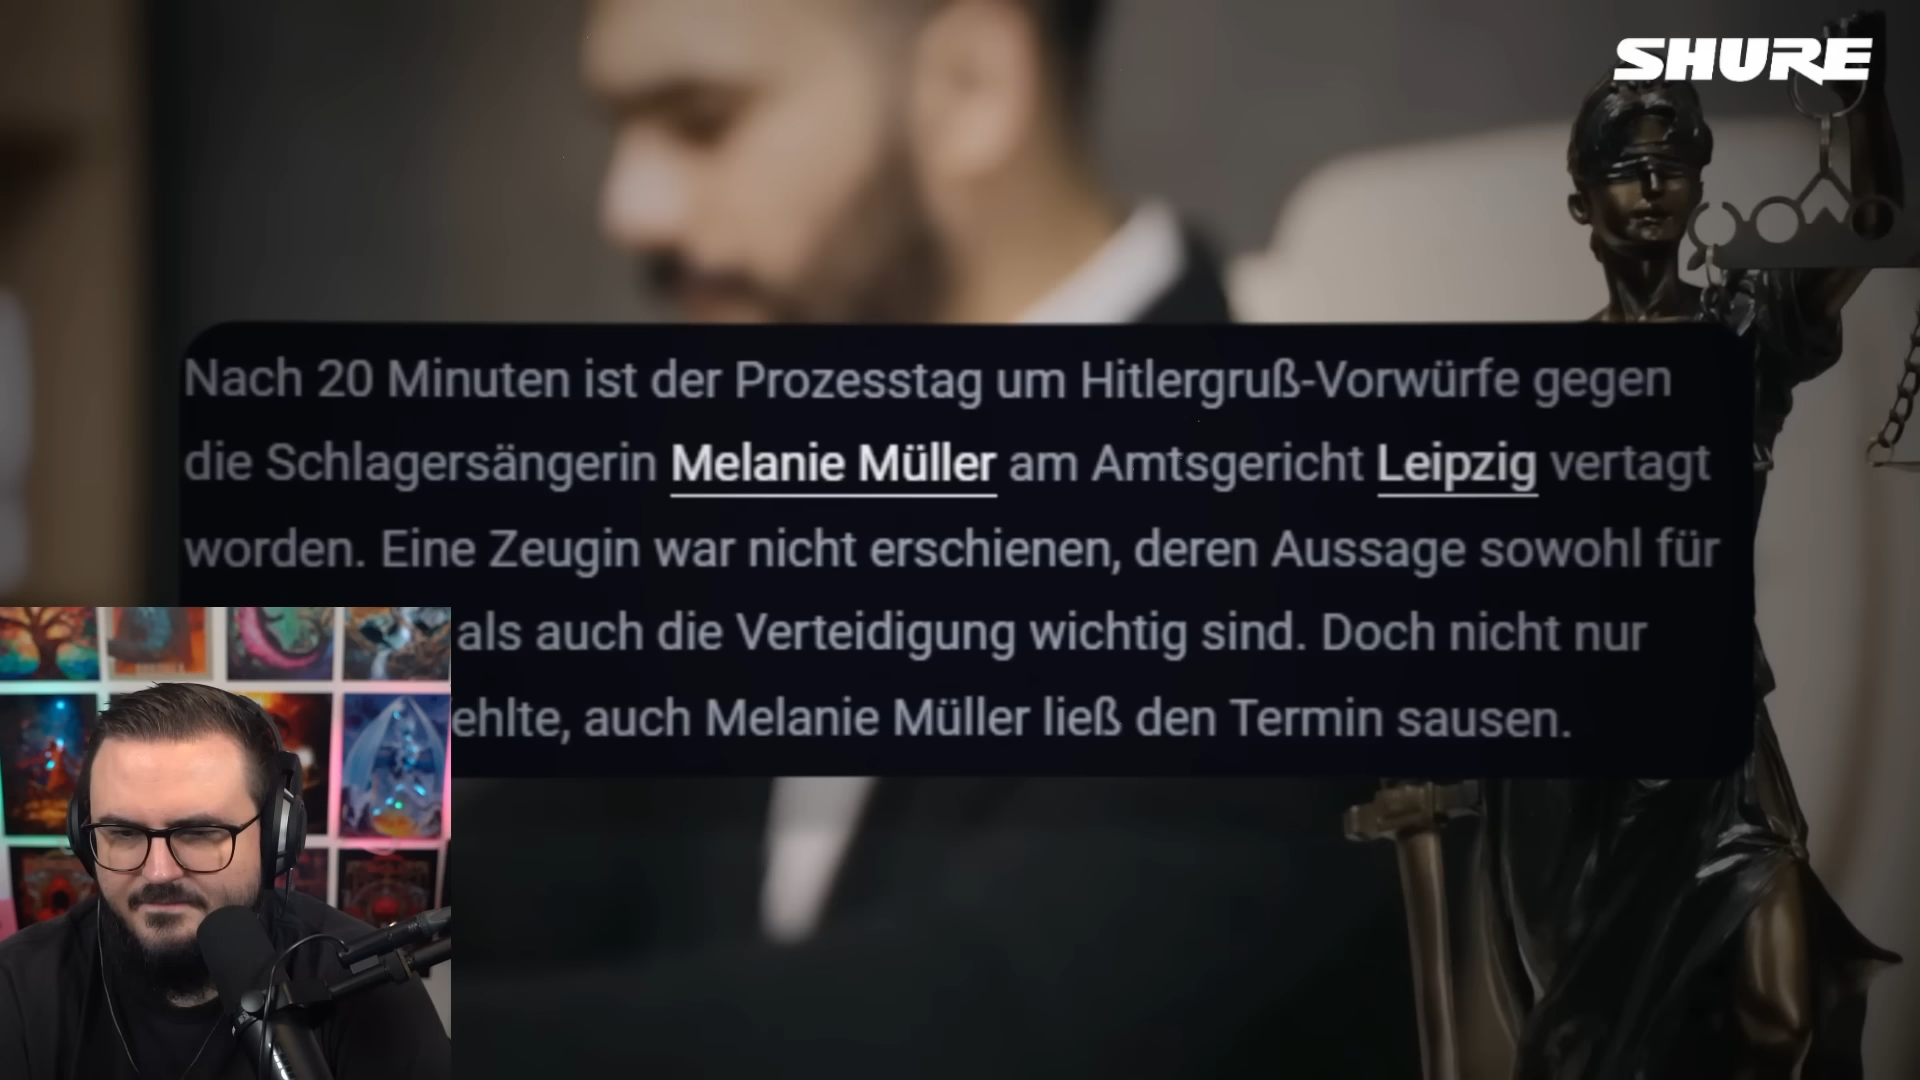 SHURE
Nach 20 Minuten ist der Prozesstag um Hitlergruß-Vorwürfe gegen
die Schlagersängerin Melanie Müller am Amtsgericht Leipzig vertagt
worden. Eine Zeugin war nicht erschienen, deren Aussage sowohl für
als auch die Verteidigung wichtig sind. Doch nicht nur
ehlte, auch Melanie Müller ließ den Termin sausen.